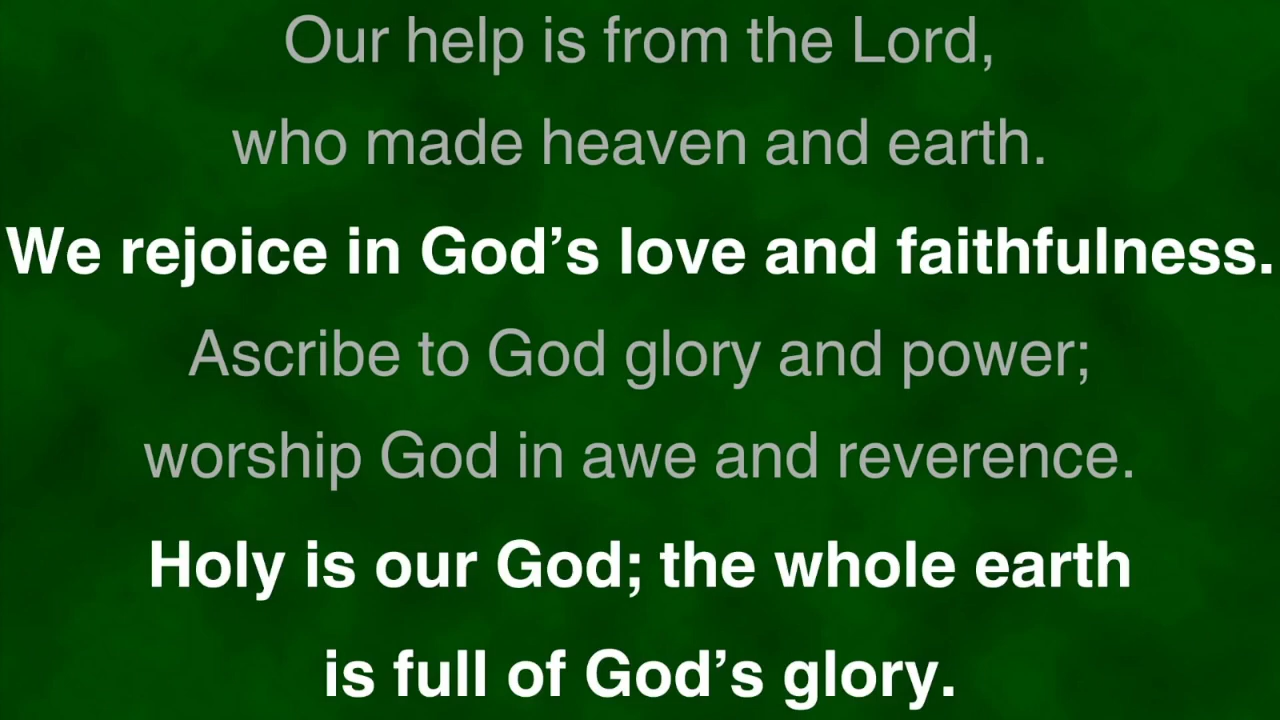 Our help is from the Lord,
who made heaven and earth.
We rejoice in God’s love and faithfulness.
Ascribe to God glory and power;
worship God in awe and reverence.
Holy is our God; the whole earth
is full of God’s glory.